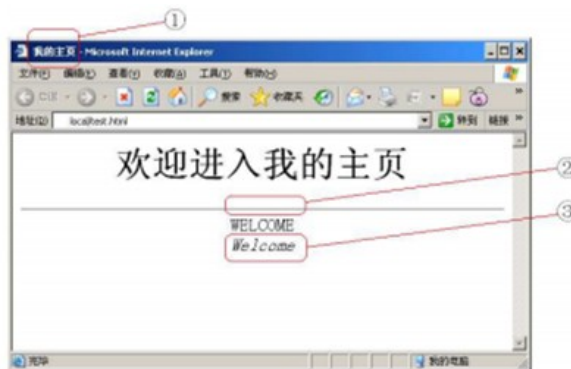 ①
我的主页 - Microsoft Internet Explorer
文件(F) 编辑(E) 查看(V) 收藏(A) 工具(T) 帮助(H)
搜索 收藏夹
地址(D) local/test.html 转到 链接 »
欢迎进入我的主页
②
WELCOME
③
Welcome
完毕 我的电脑